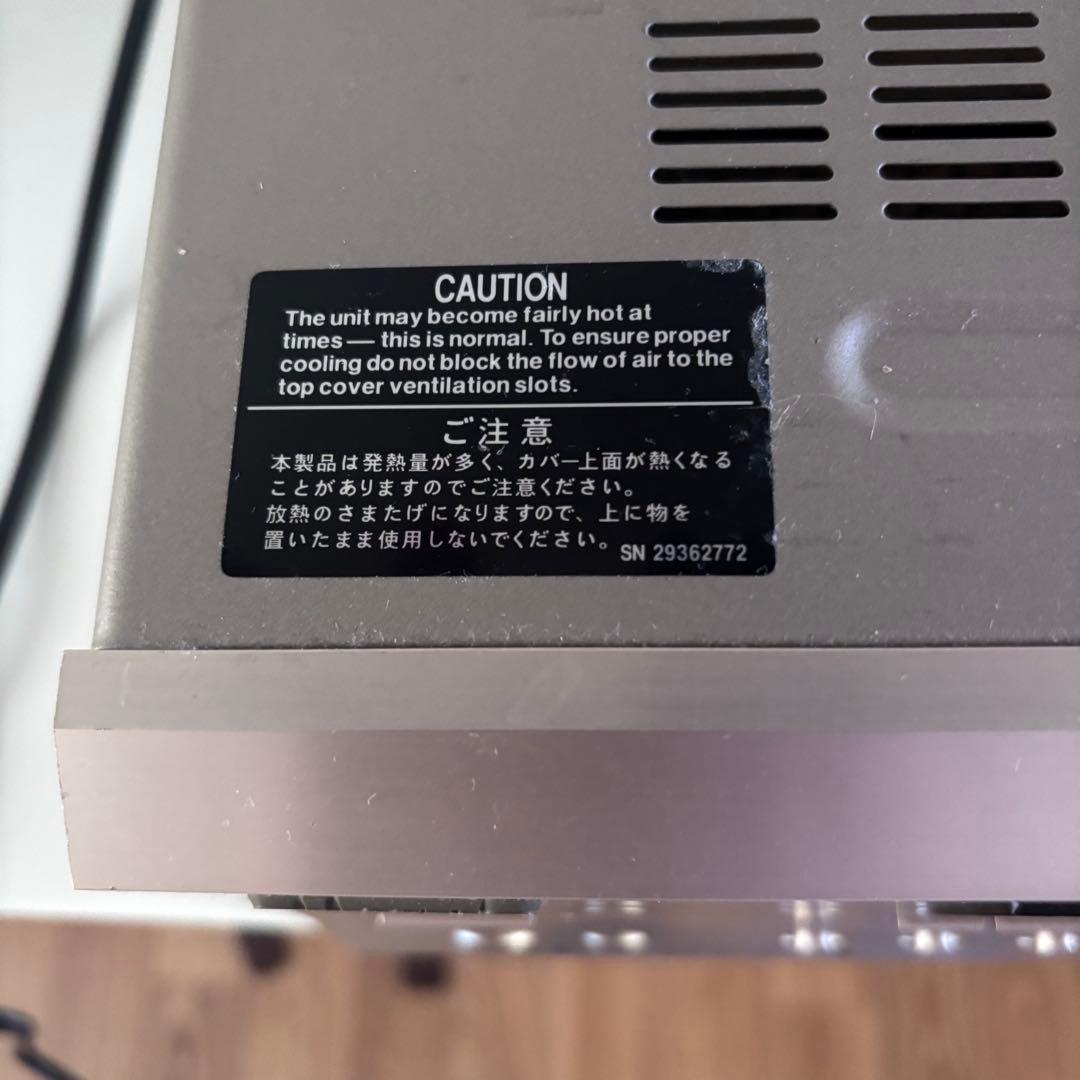 CAUTION
The unit may become fairly hot at
times — this is normal. To ensure proper
cooling do not block the flow of air to the
top cover ventilation slots.
ご注意
本製品は発熱量が多く、カバー上面が熱くなる
ことがありますのでご注意ください。
放熱のさまたげになりますので、上に物を
置いたまま使用しないでください。
SN 29362772